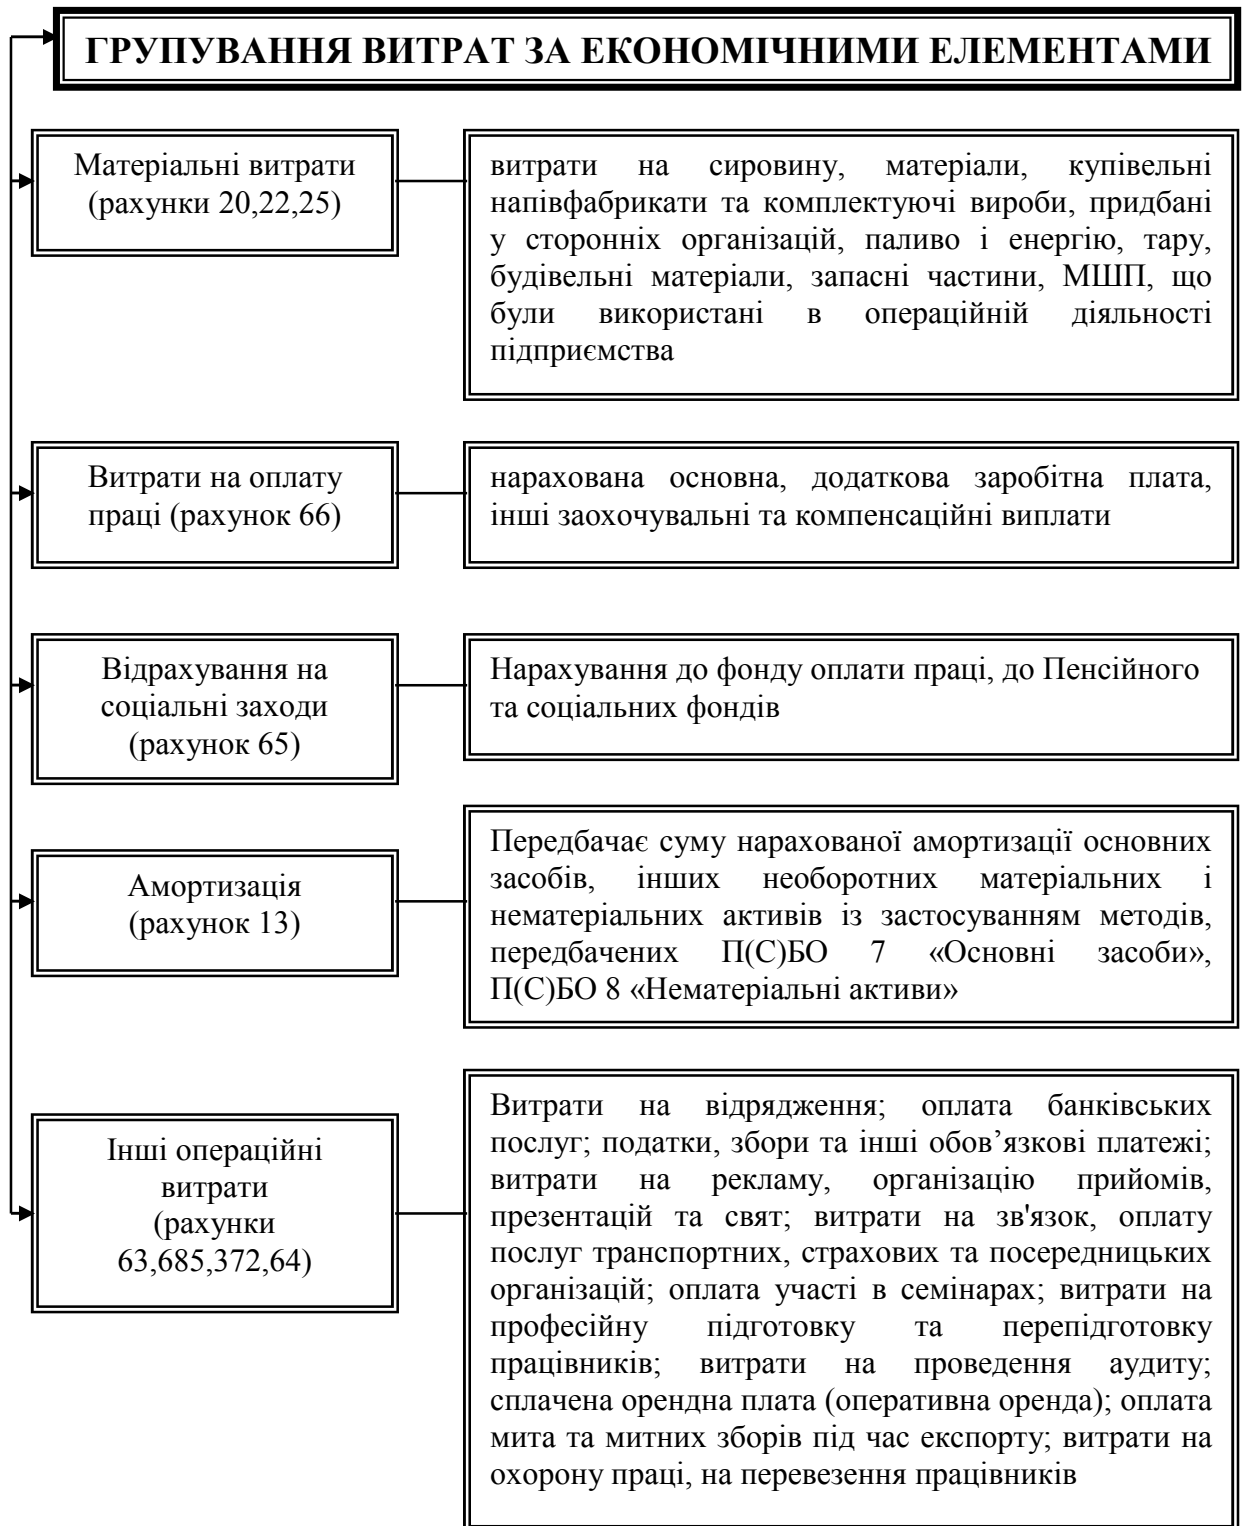 ГРУПУВАННЯ ВИТРАТ ЗА ЕКОНОМІЧНИМИ ЕЛЕМЕНТАМИ
Матеріальні витрати
(рахунки 20,22,25)
витрати на сировину, матеріали, купівельні
напівфабрикати та комплектуючі вироби, придбані
у сторонніх організацій, паливо і енергію, тару,
будівельні матеріали, запасні частини, МШП, що
були використані в операційній діяльності
підприємства
Витрати на оплату
праці (рахунок 66)
нарахована основна, додаткова заробітна плата,
інші заохочувальні та компенсаційні виплати
Відрахування на
соціальні заходи
(рахунок 65)
Нарахування до фонду оплати праці, до Пенсійного
та соціальних фондів
Амортизація
(рахунок 13)
Передбачає суму нарахованої амортизації основних
засобів, інших необоротних матеріальних і
нематеріальних активів із застосуванням методів,
передбачених П(С)БО 7 «Основні засоби»,
П(С)БО 8 «Нематеріальні активи»
Інші операційні
витрати
(рахунки
63,685,372,64)
Витрати на відрядження; оплата банківських
послуг; податки, збори та інші обов’язкові платежі;
витрати на рекламу, організацію прийомів,
презентацій та свят; витрати на зв'язок, оплату
послуг транспортних, страхових та посередницьких
організацій; оплата участі в семінарах; витрати на
професійну підготовку та перепідготовку
працівників; витрати на проведення аудиту;
сплачена орендна плата (оперативна оренда); оплата
мита та митних зборів під час експорту; витрати на
охорону праці, на перевезення працівників